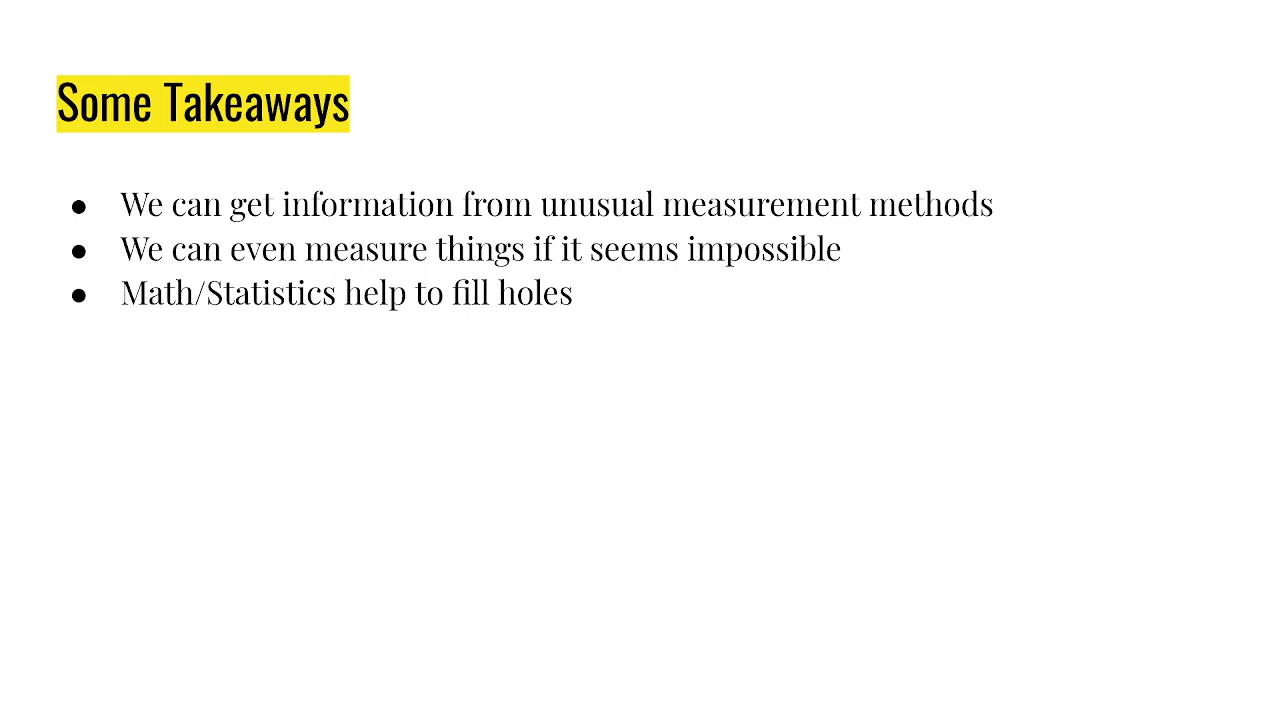 Some Takeaways
● We can get information from unusual measurement methods
● We can even measure things if it seems impossible
● Math/Statistics help to fill holes